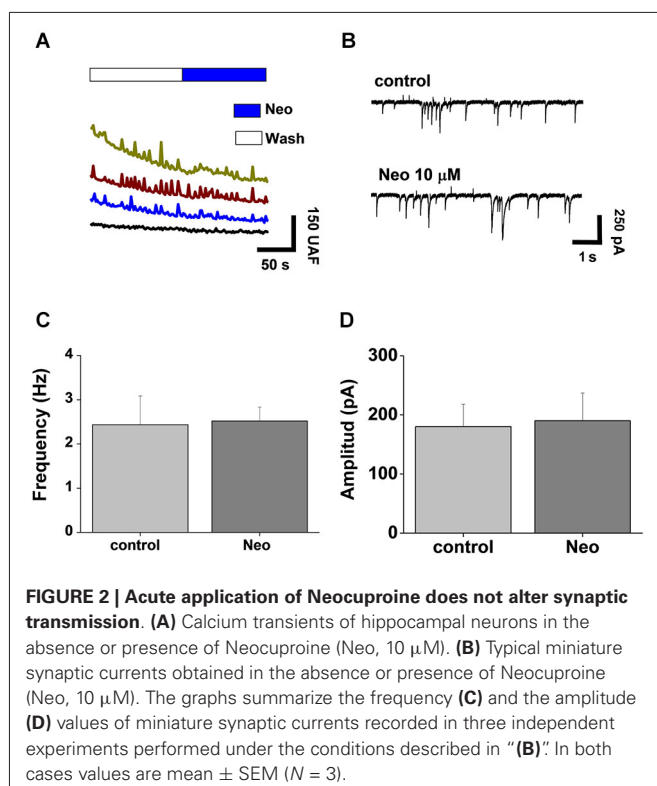 A
B
Neo
Wash
150 UAF
50 s
control
Neo 10 μM
250 pA
1 s
C
D
Frequency (Hz)
4
3
2
1
0
control
Neo
Amplitud (pA)
300
200
100
0
control
Neo
FIGURE 2 | Acute application of Neocuproine does not alter synaptic
transmission. (A) Calcium transients of hippocampal neurons in the
absence or presence of Neocuproine (Neo, 10 μM). (B) Typical miniature
synaptic currents obtained in the absence or presence of Neocuproine
(Neo, 10 μM). The graphs summarize the frequency (C) and the amplitude
(D) values of miniature synaptic currents recorded in three independent
experiments performed under the conditions described in “(B)”. In both
cases values are mean ± SEM (N = 3).